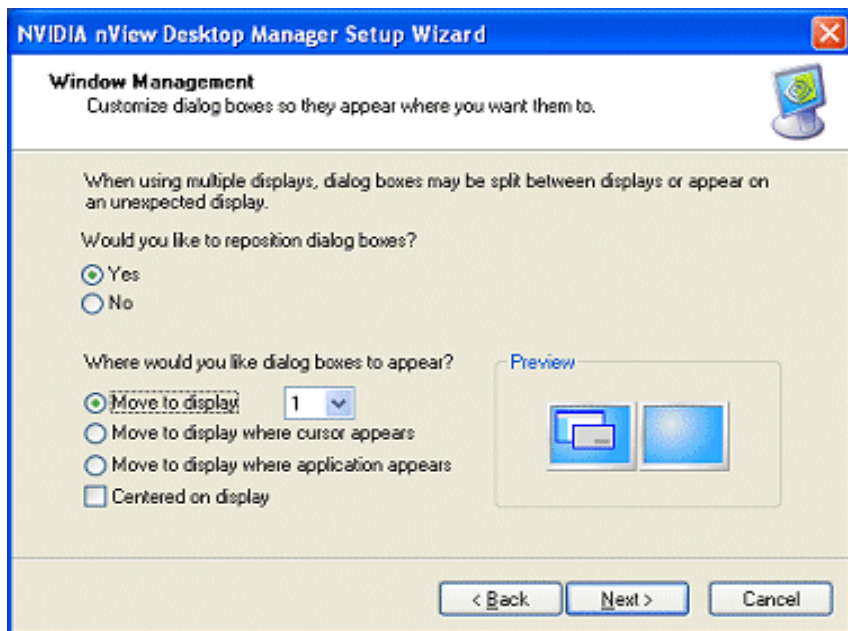 NVIDIA nView Desktop Manager Setup Wizard
Window Management
Customize dialog boxes so they appear where you want them to.
When using multiple displays, dialog boxes may be split between displays or appear on
an unexpected display.
Would you like to reposition dialog boxes?
Yes
No
Where would you like dialog boxes to appear?
Preview
Move to display 1
Move to display where cursor appears
Move to display where application appears
Centered on display
< Back Next > Cancel